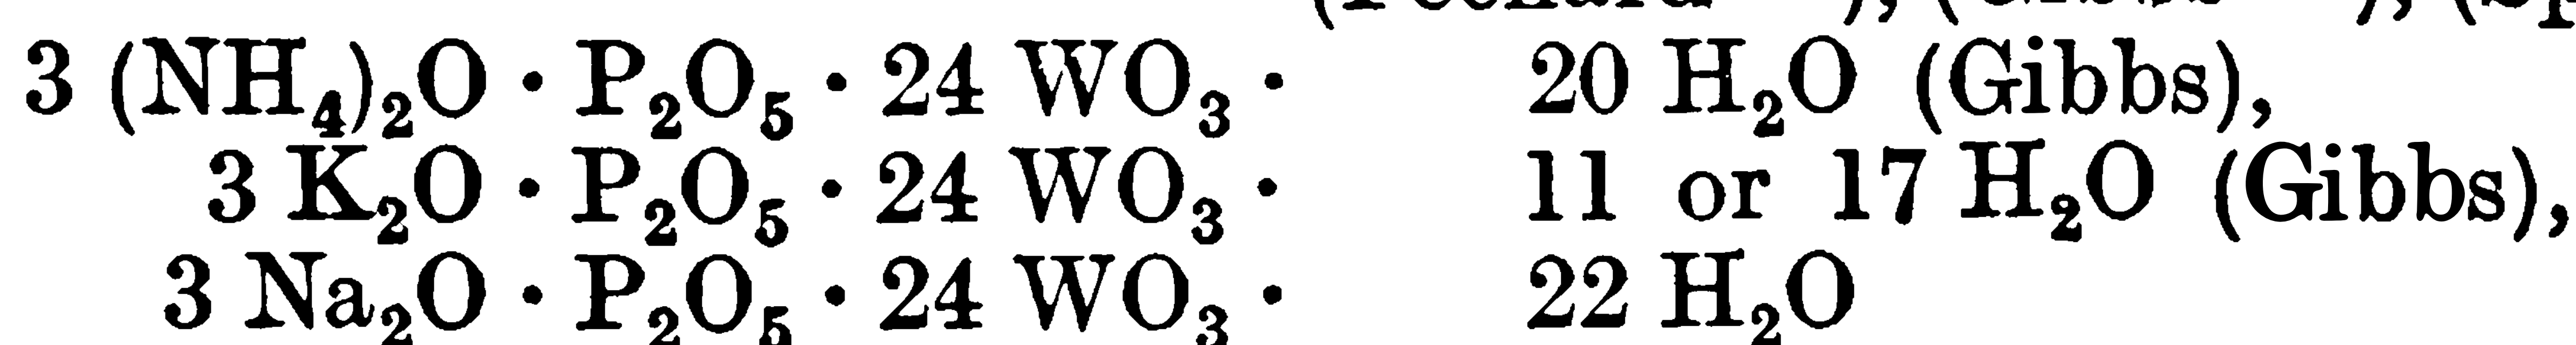 3 (NH₄)₂O · P₂O₅ · 24 WO₃ · 20 H₂O (Gibbs),
3 K₂O · P₂O₅ · 24 WO₃ · 11 or 17 H₂O (Gibbs),
3 Na₂O · P₂O₅ · 24 WO₃ · 22 H₂O